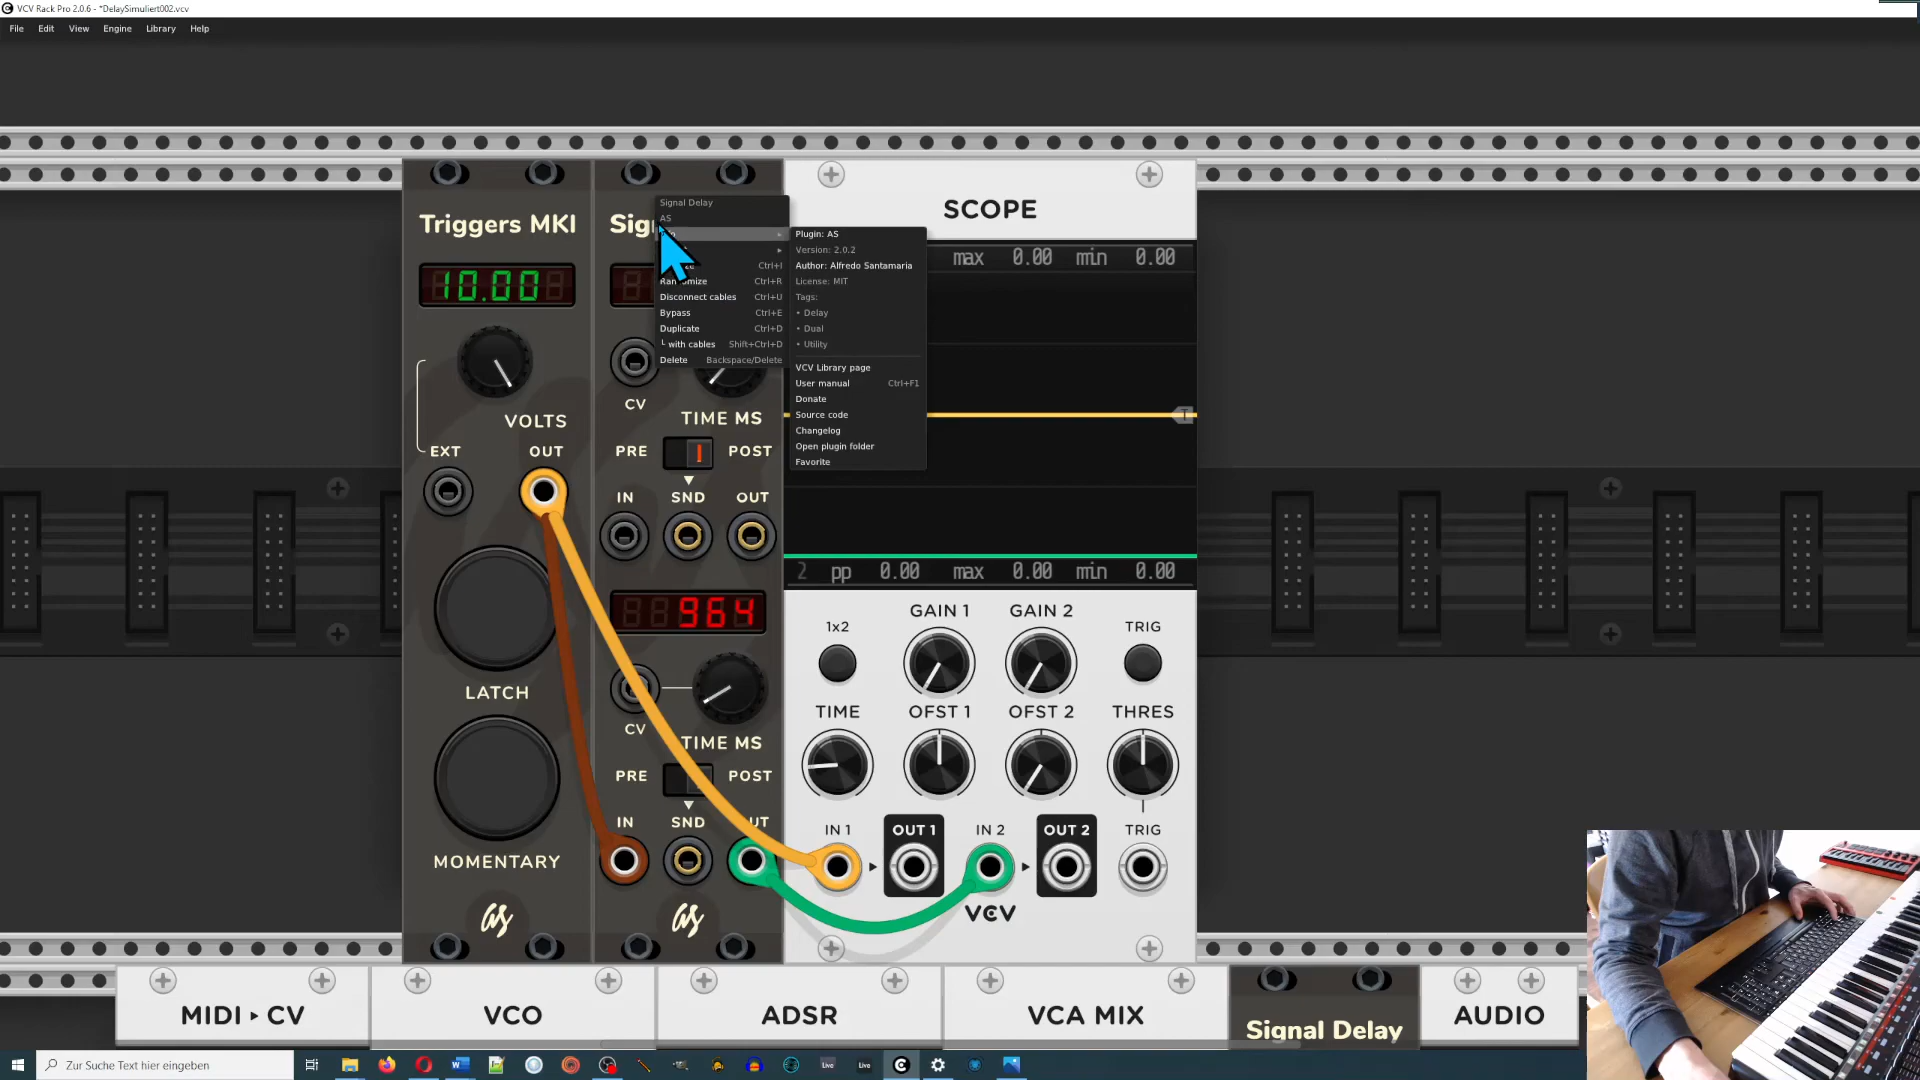 VCV Rack Pro 2.0.6 - *DelaySimuliert002.vcv
File Edit View Engine Library Help
Triggers MKI
10.00
VOLTS
EXT OUT
LATCH
MOMENTARY
Signal Delay
AS
Ctrl+I
Randomize Ctrl+R
Disconnect cables Ctrl+U
Bypass Ctrl+E
Duplicate Ctrl+D
└ with cables Shift+Ctrl+D
Delete Backspace/Delete
Plugin: AS
Version: 2.0.2
Author: Alfredo Santamaria
License: MIT
Tags:
• Delay
• Dual
• Utility
VCV Library page
User manual Ctrl+F1
Donate
Source code
Changelog
Open plugin folder
Favorite
CV
TIME MS
PRE POST
IN SND OUT
964
CV
TIME MS
PRE POST
IN SND
SCOPE
max 0.00 min 0.00
T
2 pp 0.00 max 0.00 min 0.00
1x2 GAIN 1 GAIN 2 TRIG
TIME OFST 1 OFST 2 THRES
IN 1 OUT 1 IN 2 OUT 2 TRIG
VCV
MIDI ▸ CV
VCO
ADSR
VCA MIX
Signal Delay
AUDIO
Zur Suche Text hier eingeben
Live
Live